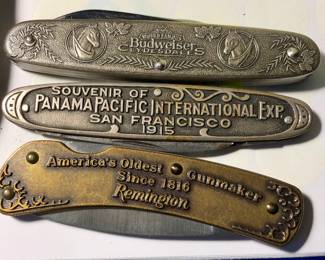 Budweiser
CLYDESDALES
SOUVENIR OF
PANAMA PACIFIC INTERNATIONAL EXP.
SAN FRANCISCO
1915
America's Oldest Gunmaker
Since 1816
Remington